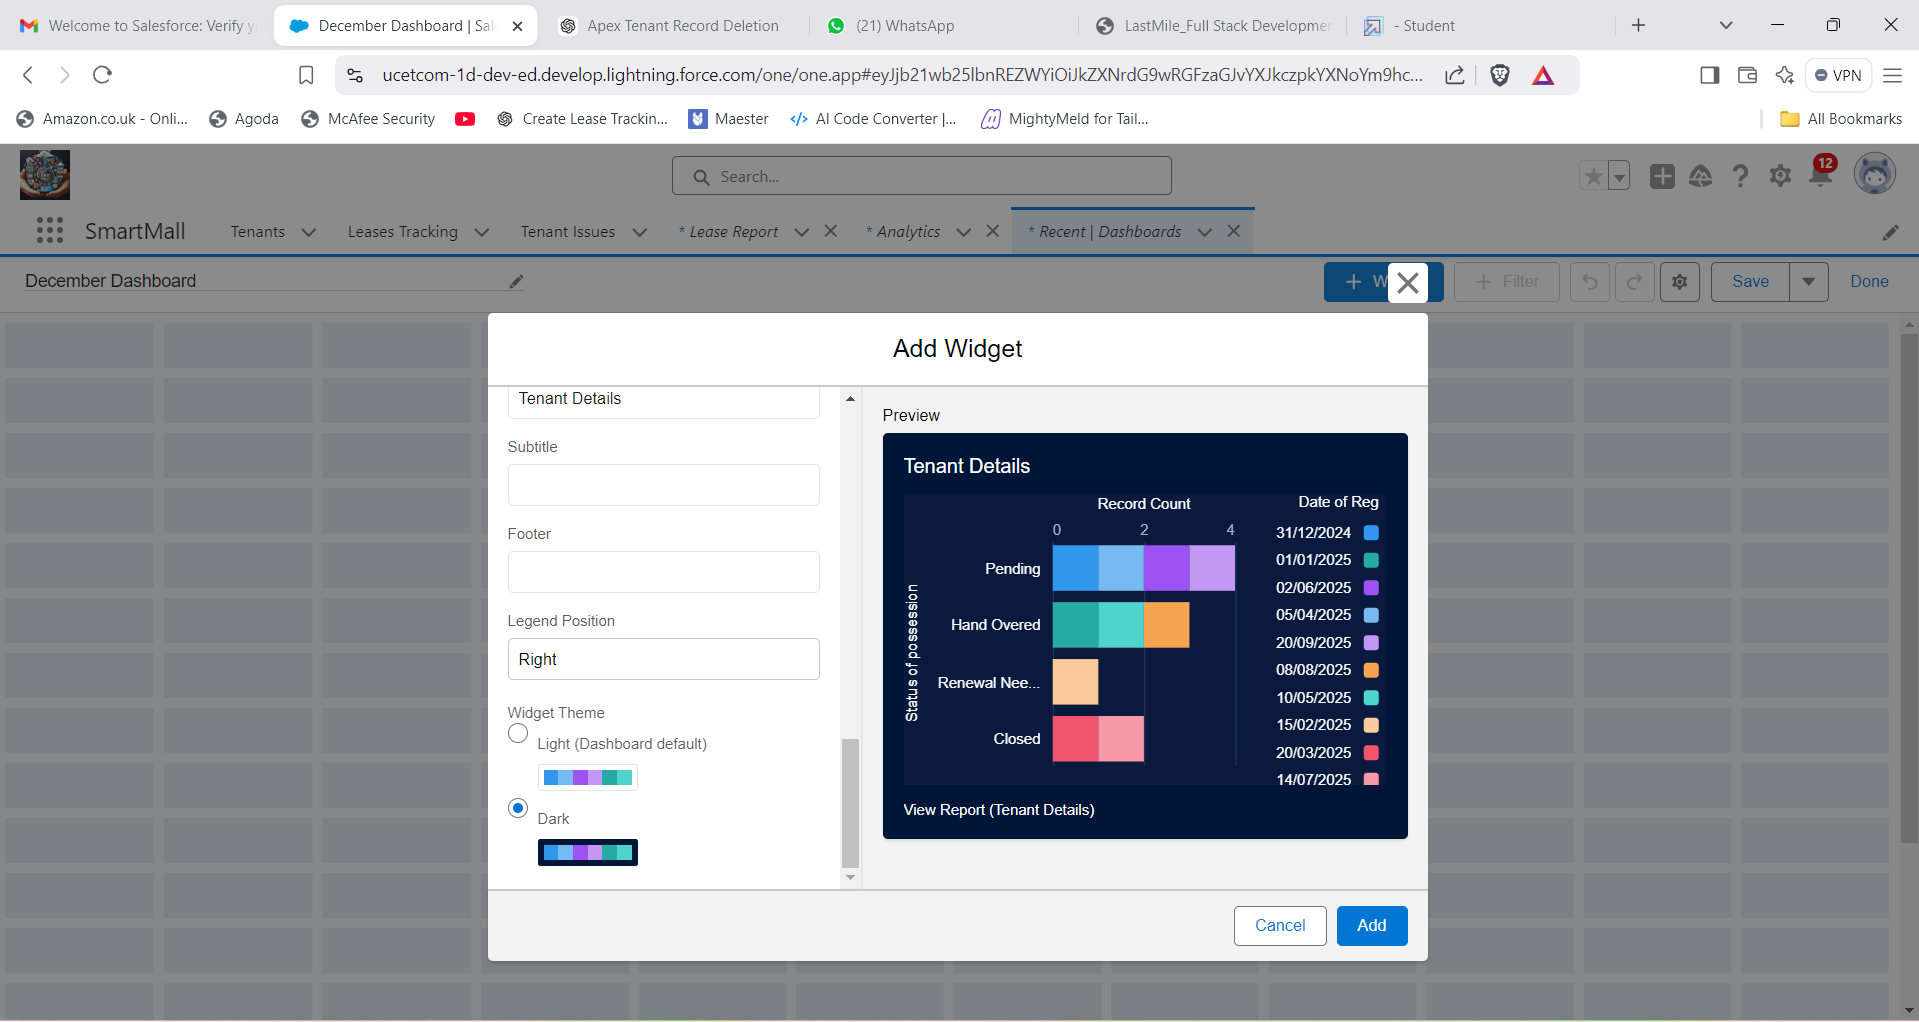 Welcome to Salesforce: Verify y
December Dashboard | Sal
Apex Tenant Record Deletion
(21) WhatsApp
LastMile_Full Stack Developmen
- Student
ucetcom-1d-dev-ed.develop.lightning.force.com/one/one.app#eyJjb21wb25lbnREZWYiOiJkZXNrdG9wRGFzaGJvYXJkczpkYXNoYm9hc...
VPN
Amazon.co.uk - Onli...
Agoda
McAfee Security
Create Lease Trackin...
Maester
AI Code Converter |...
MightyMeld for Tail...
All Bookmarks
Search...
12
SmartMall
Tenants
Leases Tracking
Tenant Issues
* Lease Report
* Analytics
* Recent | Dashboards
December Dashboard
+ W
+ Filter
Save
Done
Add Widget
Tenant Details
Subtitle
Footer
Legend Position
Right
Widget Theme
Light (Dashboard default)
Dark
Preview
Tenant Details
Record Count
0 2 4
Status of possession
Pending
Hand Overed
Renewal Nee...
Closed
Date of Reg
31/12/2024
01/01/2025
02/06/2025
05/04/2025
20/09/2025
08/08/2025
10/05/2025
15/02/2025
20/03/2025
14/07/2025
View Report (Tenant Details)
Cancel
Add